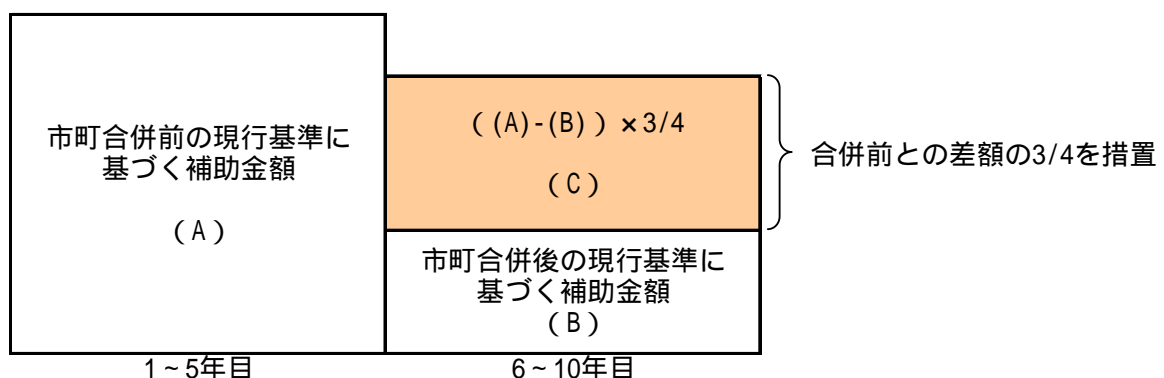 市町合併前の現行基準に
基づく補助金額
(A)
((A)-(B))×3/4
(C)
合併前との差額の3/4を措置
市町合併後の現行基準に
基づく補助金額
(B)
1~5年目
6~10年目